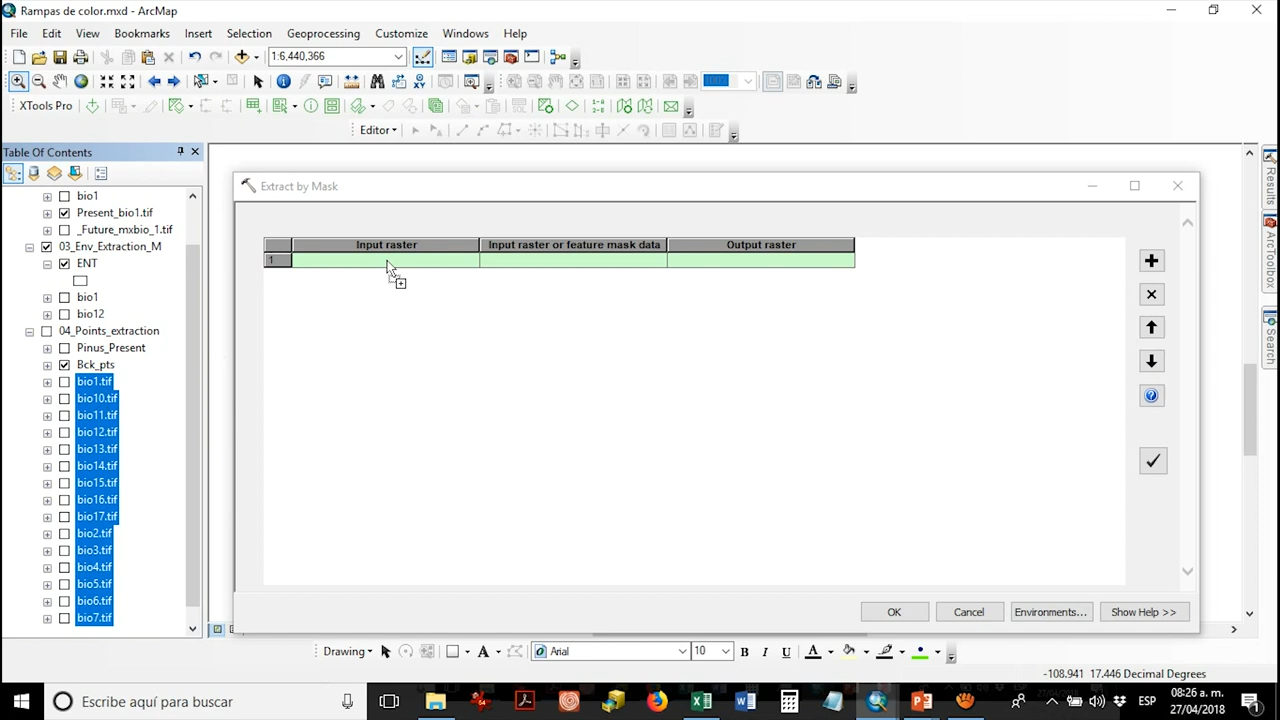 Rampas de color.mxd - ArcMap
File Edit View Bookmarks Insert Selection Geoprocessing Customize Windows Help
1:6,440,366
XTools Pro
Editor
Table Of Contents
bio1
Present_bio1.tif
_Future_mxbio_1.tif
03_Env_Extraction_M
ENT
bio1
bio12
04_Points_extraction
Pinus_Present
Bck_pts
bio1.tif
bio10.tif
bio11.tif
bio12.tif
bio13.tif
bio14.tif
bio15.tif
bio16.tif
bio17.tif
bio2.tif
bio3.tif
bio4.tif
bio5.tif
bio6.tif
bio7.tif
Extract by Mask
Input raster Input raster or feature mask data Output raster
1
OK Cancel Environments... Show Help >>
Results
ArcToolbox
Search
Drawing Arial 10 B I U A
-108.941 17.446 Decimal Degrees
Escribe aquí para buscar
ESP
08:26 a. m.
27/04/2018